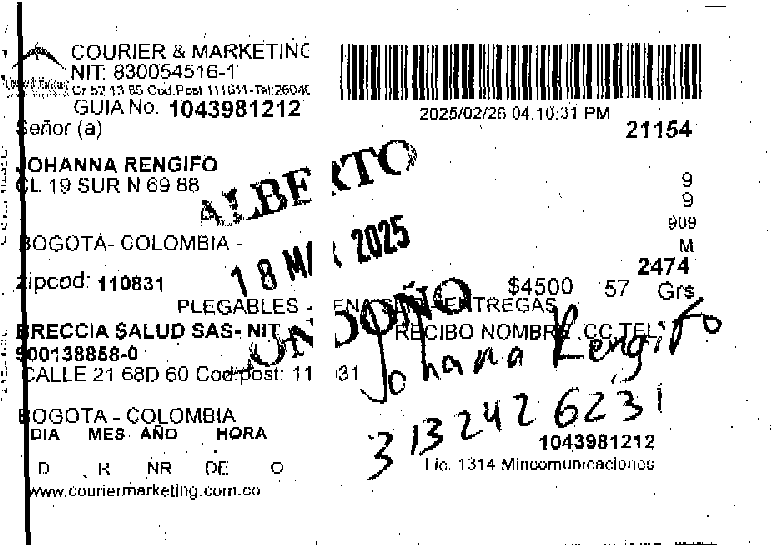 COURIER & MARKETING
NIT: 830054516-1
GUIA No. 1043981212
2025/02/26 04.10:31 PM
Señor (a)
21154
JOHANNA RENGIFO
CL 19 SUR N 69 88
9
9
909
ALBERTO
BOGOTA- COLOMBIA -
M
18 MAR 2025
zipcod: 110831
2474
$4500 57 Grs
PLEGABLES - ENTREGAS
LONDOÑO
BRECCIA SALUD SAS- NIT
RECIBO NOMBRE .CC.TEL
900138858-0
Johana Rengifo
CALLE 21 68D 60 Cod.post: 11 31
BOGOTA - COLOMBIA
3132426231
DIA MES AÑO HORA
1043981212
D R NR DE O
Lic. 1314 Mincomunicaciones
www.couriermarketing.com.co